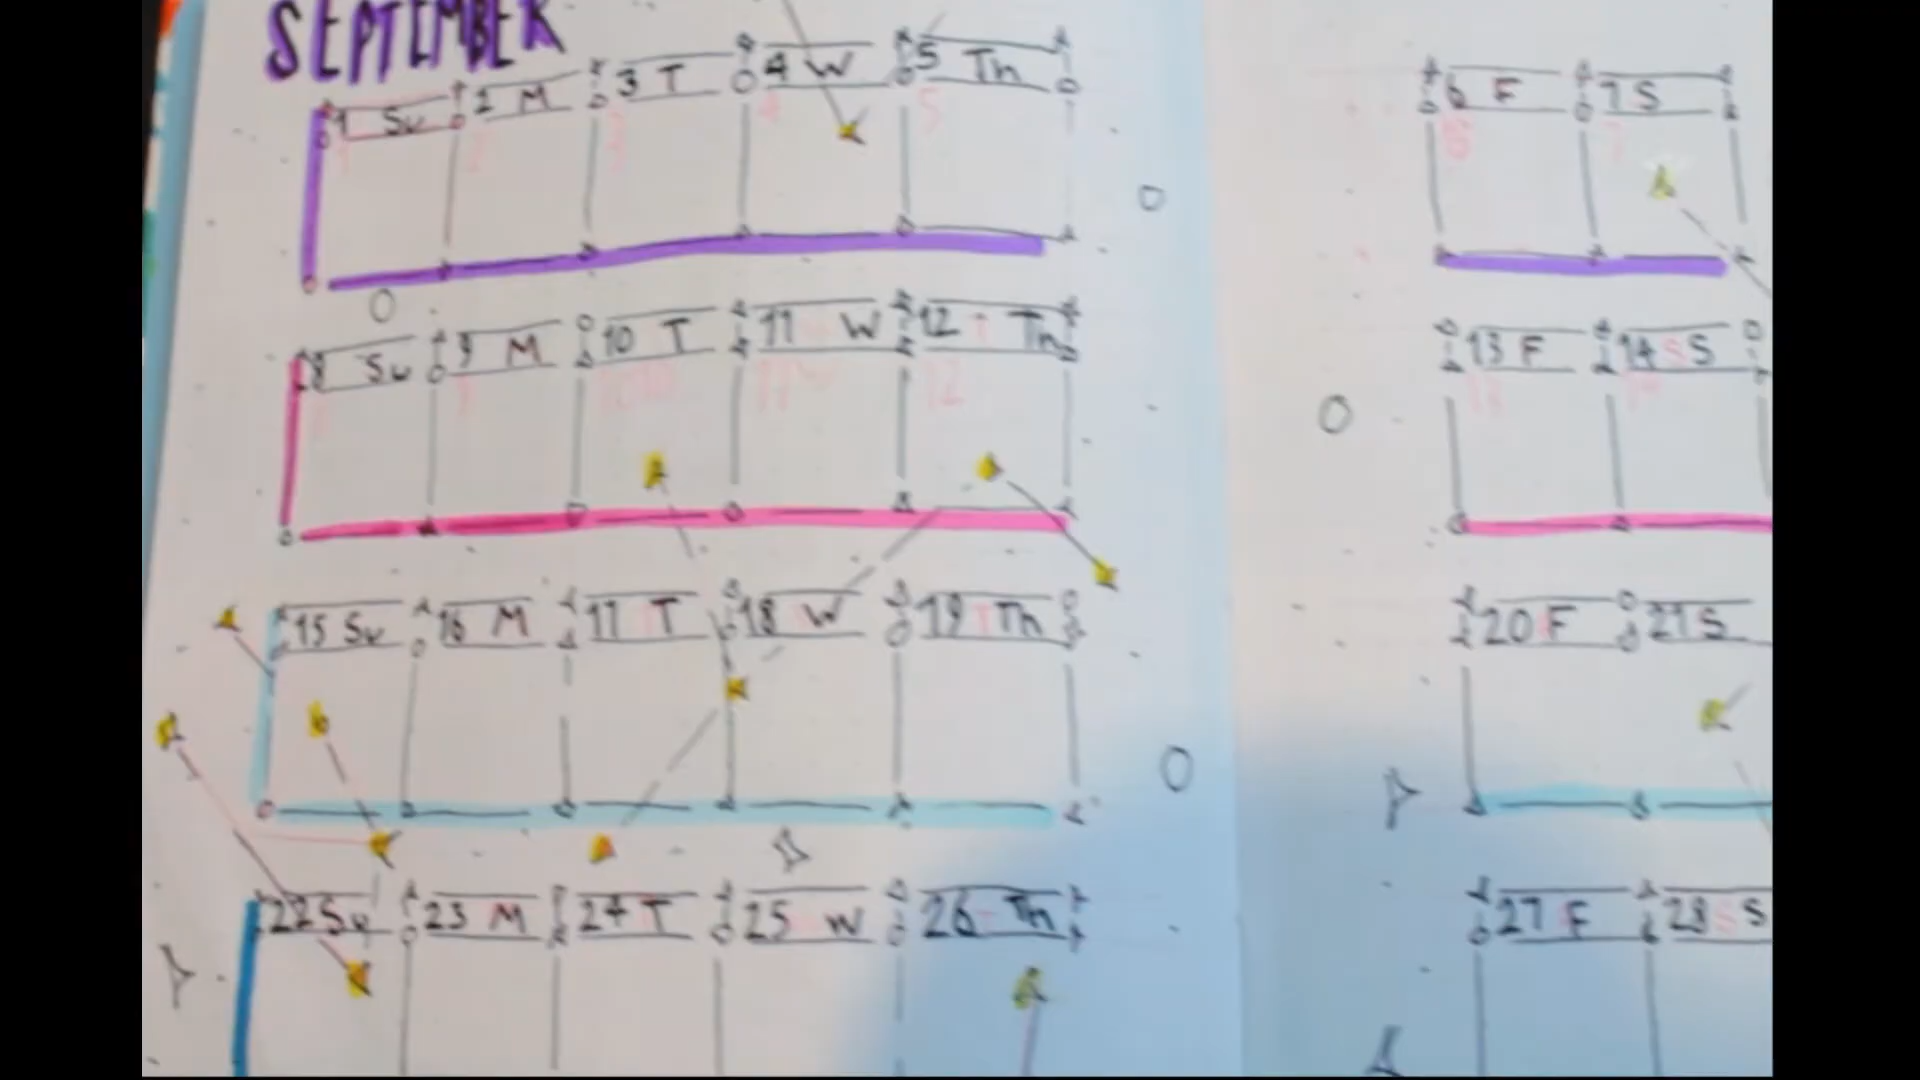 SEPTEMBER
1 Su 2 M 3 T 4 W 5 Th 6 F 7 S
8 Su 9 M 10 T 11 W 12 Th 13 F 14 S
15 Su 16 M 17 T 18 W 19 Th 20 F 21 S
22 Su 23 M 24 T 25 W 26 Th 27 F 28 S